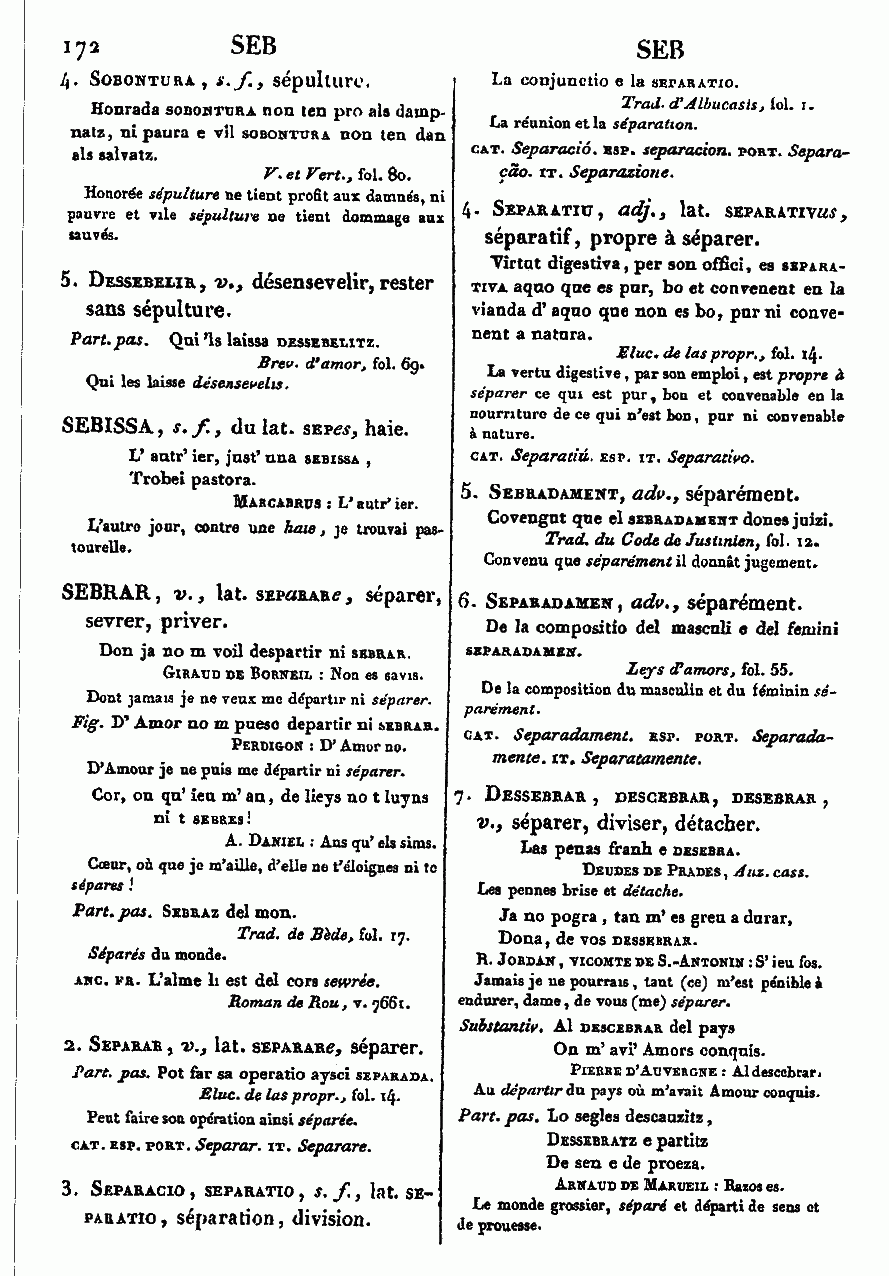 172 SEB SEB
4. SOBONTURA, s. f., sépulture.
Honrada SOBONTURA non ten pro als damp-
natz, ni paura e vil SOBONTURA non ten dan
als salvatz.
V. et Vert., fol. 80.
Honorée sépulture ne tient profit aux damnés, ni
pauvre et vile sépulture ne tient dommage aux
sauvés.
5. DESSEBELIR, v., désensevelir, rester
sans sépulture.
Part. pas. Qui 'ls laissa DESSEBELITZ.
Brev. d'amor, fol. 69.
Qui les laisse désensevelis.
SEBISSA, s. f., du lat. SEPes, haie.
L' autr' ier, just' una SEBISSA,
Trobei pastora.
MARCABRUS : L' autr' ier.
L'autre jour, contre une haie, je trouvai pas-
tourelle.
SEBRAR, v., lat. SEPaRARe, séparer,
sevrer, priver.
Don ja no m voil despartir ni SEBRAR.
GIRAUD DE BORNEIL : Non es savis.
Dont jamais je ne veux me départir ni séparer.
Fig. D' Amor no m puesc departir ni SEBRAR.
PERDIGON : D' Amor no.
D'Amour je ne puis me départir ni séparer.
Cor, on qu' ieu m' an, de lieys no t luyns
ni t SEBRES!
A. DANIEL : Ans qu' els sims.
Cœur, où que je m'aille, d'elle ne t'éloignes ni te
sépares !
Part. pas. SEBRAZ del mon.
Trad. de Bède, fol. 17.
Séparés du monde.
ANC. FR. L'alme li est del cors sewrée.
Roman de Rou, v. 7661.
2. SEPARAR, v., lat. SEPARARe, séparer.
Part. pas. Pot far sa operatio aysci SEPARADA.
Eluc. de las propr., fol. 14.
Peut faire son opération ainsi séparée.
CAT. ESP. PORT. Separar. IT. Separare.
3. SEPARACIO, SEPARATIO, s. f., lat. SE-
PARATIO, séparation, division.
La conjunctio e la SEPARATIO.
Trad. d'Albucasis, fol. 1.
La réunion et la séparation.
CAT. Separació. ESP. separacion. PORT. Separa-
ção. IT. Separazione.
4. SEPARATIU, adj., lat. SEPARATIVus,
séparatif, propre à séparer.
Virtut digestiva, per son offici, es SEPARA-
TIVA aquo que es pur, bo et convenent en la
vianda d' aquo que non es bo, pur ni conve-
nent a natura.
Eluc. de las propr., fol. 14.
La vertu digestive, par son emploi, est propre à
séparer ce qui est pur, bon et convenable en la
nourriture de ce qui n'est bon, pur ni convenable
à nature.
CAT. Separatiú. ESP. IT. Separativo.
5. SEBRADAMENT, adv., séparément.
Covengut que el SEBRADAMENT dones juizi.
Trad. du Code de Justinien, fol. 12.
Convenu que séparément il donnât jugement.
6. SEPARADAMEN, adv., séparément.
De la compositio del masculi e del femini
SEPARADAMEN.
Leys d'amors, fol. 55.
De la composition du masculin et du féminin sé-
parément.
CAT. Separadament. ESP. PORT. Separada-
mente. IT. Separatamente.
7. DESSEBRAR, DESCEBRAR, DESEBRAR,
v., séparer, diviser, détacher.
Las penas franh e DESEBRA.
DEUDES DE PRADES, Auz. cass.
Les pennes brise et détache.
Ja no pogra, tan m' es greu a durar,
Dona, de vos DESSEBRAR.
R. JORDAN, VICOMTE DE S.-ANTONIN : S' ieu fos.
Jamais je ne pourrais, tant (ce) m'est pénible à
endurer, dame, de vous (me) séparer.
Substantiv. Al DESCEBRAR del pays
On m' avi' Amors conquis.
PIERRE D'AUVERGNE : Al descebrar.
Au départir du pays où m'avait Amour conquis.
Part. pas. Lo segles descauzitz,
DESSEBRATZ e partitz
De sen e de proeza.
ARNAUD DE MARUEIL : Razos es.
Le monde grossier, séparé et départi de sens et
de prouesse.